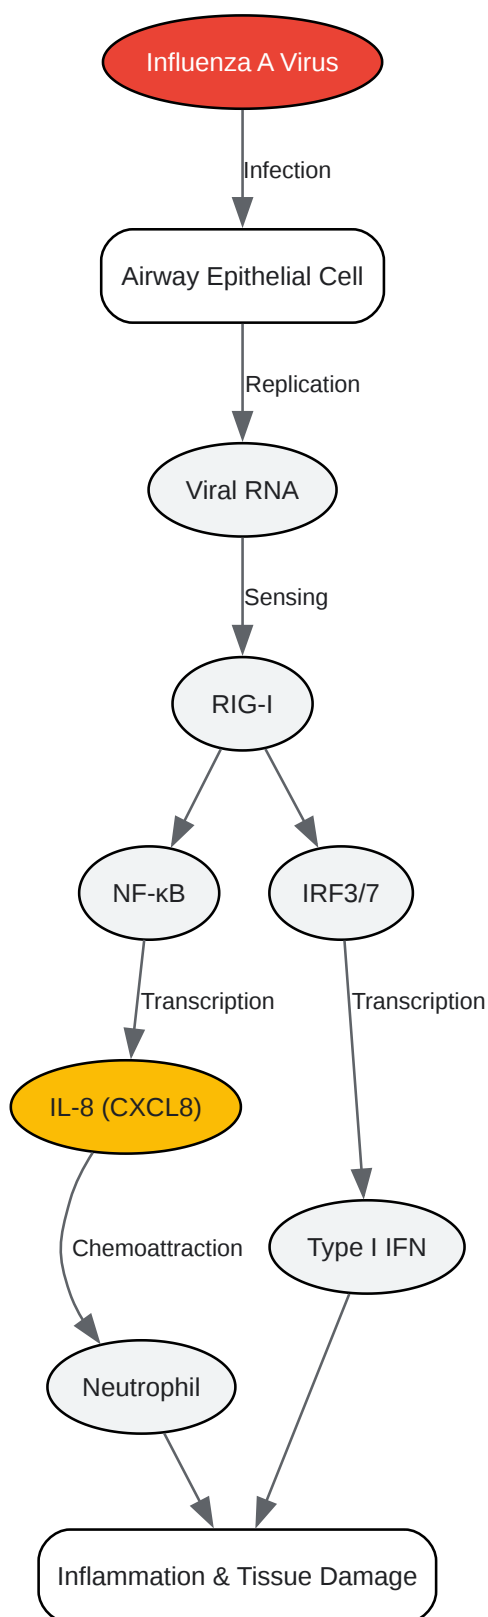 Influenza A Virus
Infection
Airway Epithelial Cell
Replication
Viral RNA
Sensing
RIG-I
NF-κB
IRF3/7
Transcription
Transcription
IL-8 (CXCL8)
Chemoattraction
Type I IFN
Neutrophil
Inflammation & Tissue Damage